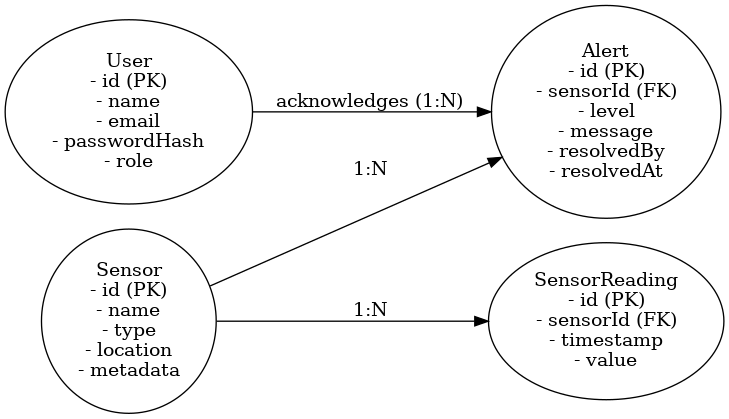 User
- id (PK)
- name
- email
- passwordHash
- role
acknowledges (1:N)
Alert
- id (PK)
- sensorId (FK)
- level
- message
- resolvedBy
- resolvedAt
1:N
Sensor
- id (PK)
- name
- type
- location
- metadata
1:N
SensorReading
- id (PK)
- sensorId (FK)
- timestamp
- value